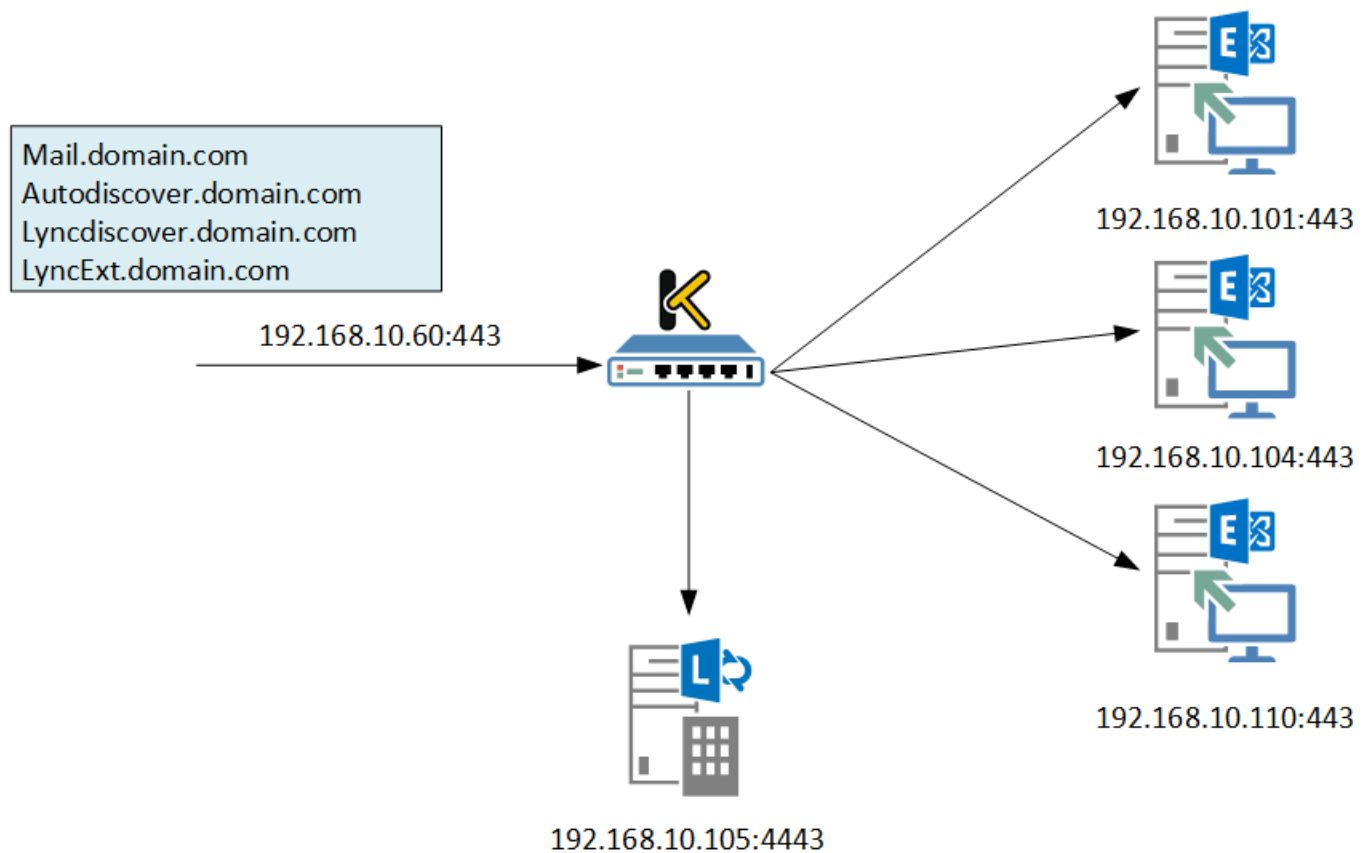 Mail.domain.com
Autodiscover.domain.com
Lyncdiscover.domain.com
LyncExt.domain.com
192.168.10.60:443
K
E
192.168.10.101:443
E
192.168.10.104:443
E
192.168.10.110:443
L
192.168.10.105:4443